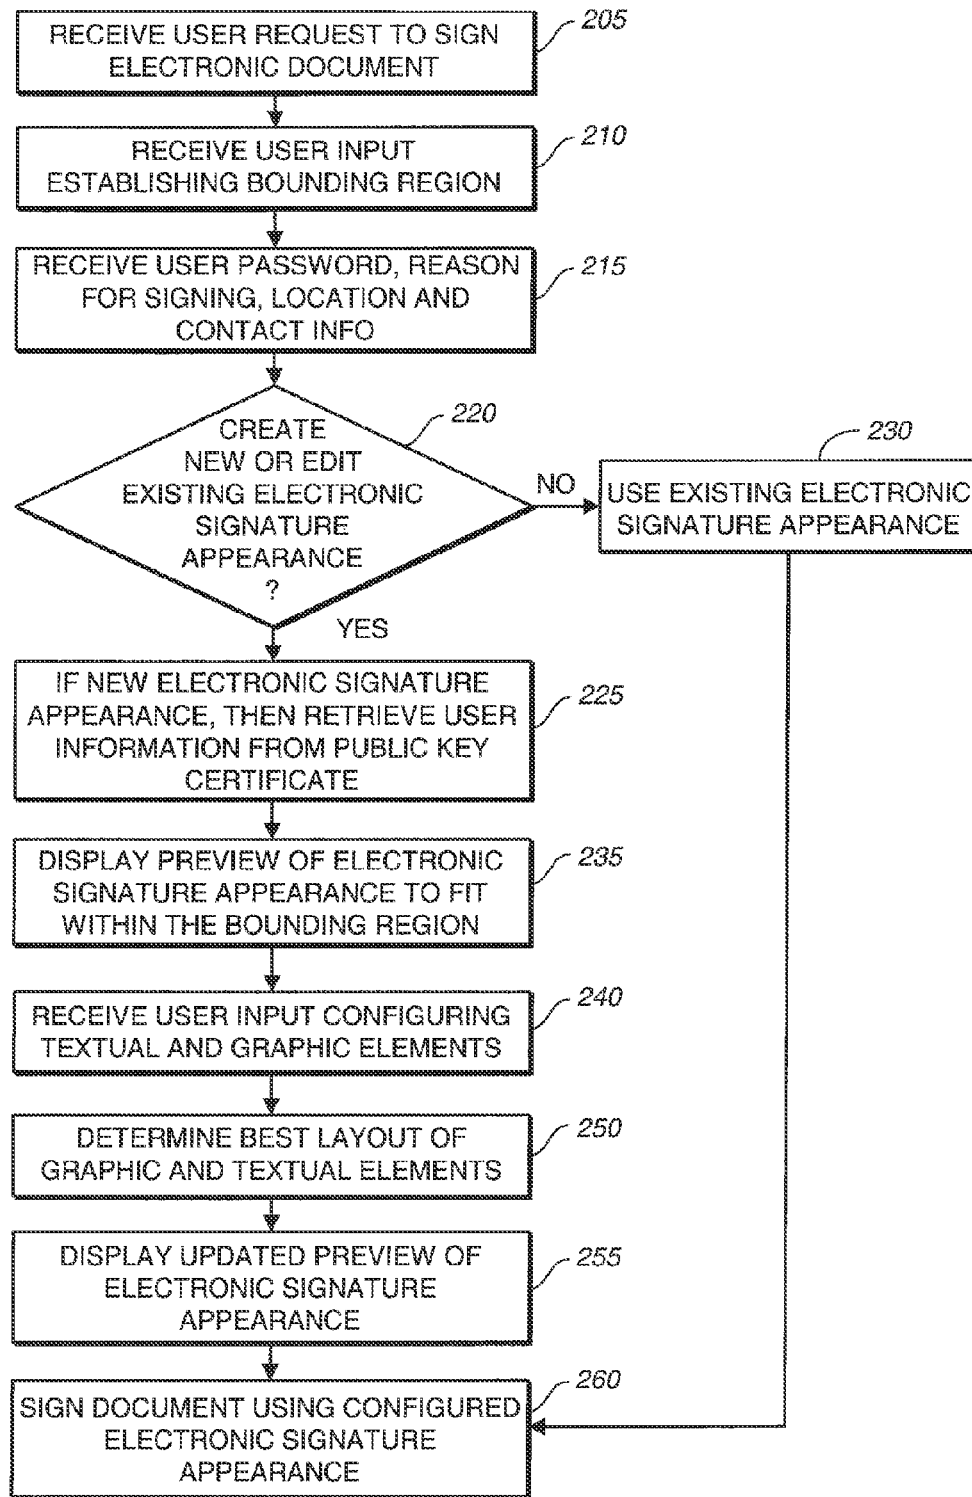 RECEIVE USER REQUEST TO SIGN
ELECTRONIC DOCUMENT
205
RECEIVE USER INPUT
ESTABLISHING BOUNDING REGION
210
RECEIVE USER PASSWORD, REASON
FOR SIGNING, LOCATION AND
CONTACT INFO
215
CREATE
NEW OR EDIT
EXISTING ELECTRONIC
SIGNATURE
APPEARANCE
?
220
NO
230
USE EXISTING ELECTRONIC
SIGNATURE APPEARANCE
YES
IF NEW ELECTRONIC SIGNATURE
APPEARANCE, THEN RETRIEVE USER
INFORMATION FROM PUBLIC KEY
CERTIFICATE
225
DISPLAY PREVIEW OF ELECTRONIC
SIGNATURE APPEARANCE TO FIT
WITHIN THE BOUNDING REGION
235
RECEIVE USER INPUT CONFIGURING
TEXTUAL AND GRAPHIC ELEMENTS
240
DETERMINE BEST LAYOUT OF
GRAPHIC AND TEXTUAL ELEMENTS
250
DISPLAY UPDATED PREVIEW OF
ELECTRONIC SIGNATURE
APPEARANCE
255
SIGN DOCUMENT USING CONFIGURED
ELECTRONIC SIGNATURE
APPEARANCE
260